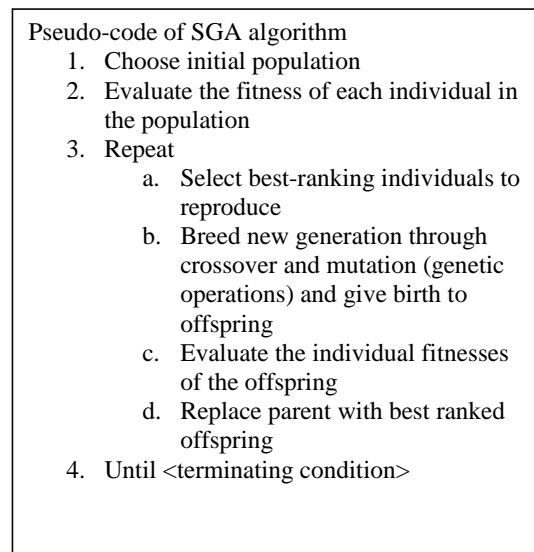 Pseudo-code of SGA algorithm
1. Choose initial population
2. Evaluate the fitness of each individual in
the population
3. Repeat
a. Select best-ranking individuals to
reproduce
b. Breed new generation through
crossover and mutation (genetic
operations) and give birth to
offspring
c. Evaluate the individual fitnesses
of the offspring
d. Replace parent with best ranked
offspring
4. Until <terminating condition>